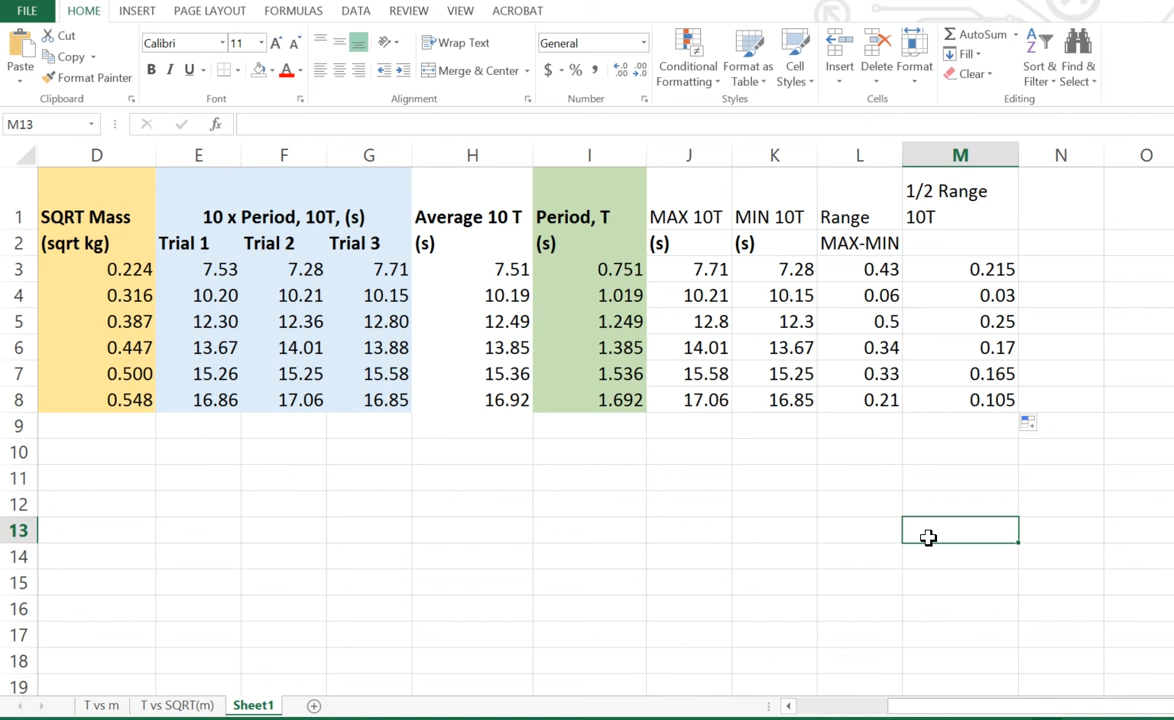 FILE HOME INSERT PAGE LAYOUT FORMULAS DATA REVIEW VIEW ACROBAT
Paste
Cut
Copy
Format Painter
Clipboard
Calibri 11 A A
B I U A
Font
Wrap Text
Merge & Center
Alignment
General
$ % ,
.0 .00
.00 .0
Number
Conditional Formatting
Format as Table
Cell Styles
Styles
Insert Delete Format
Cells
AutoSum
Fill
Clear
Sort & Filter
Find & Select
Editing
M13 fx
D E F G H I J K L M N O
1 SQRT Mass 10 x Period, 10T, (s) Average 10 T Period, T MAX 10T MIN 10T Range 1/2 Range 10T
2 (sqrt kg) Trial 1 Trial 2 Trial 3 (s) (s) (s) (s) MAX-MIN
3 0.224 7.53 7.28 7.71 7.51 0.751 7.71 7.28 0.43 0.215
4 0.316 10.20 10.21 10.15 10.19 1.019 10.21 10.15 0.06 0.03
5 0.387 12.30 12.36 12.80 12.49 1.249 12.8 12.3 0.5 0.25
6 0.447 13.67 14.01 13.88 13.85 1.385 14.01 13.67 0.34 0.17
7 0.500 15.26 15.25 15.58 15.36 1.536 15.58 15.25 0.33 0.165
8 0.548 16.86 17.06 16.85 16.92 1.692 17.06 16.85 0.21 0.105
9
10
11
12
13
14
15
16
17
18
19
T vs m T vs SQRT(m) Sheet1